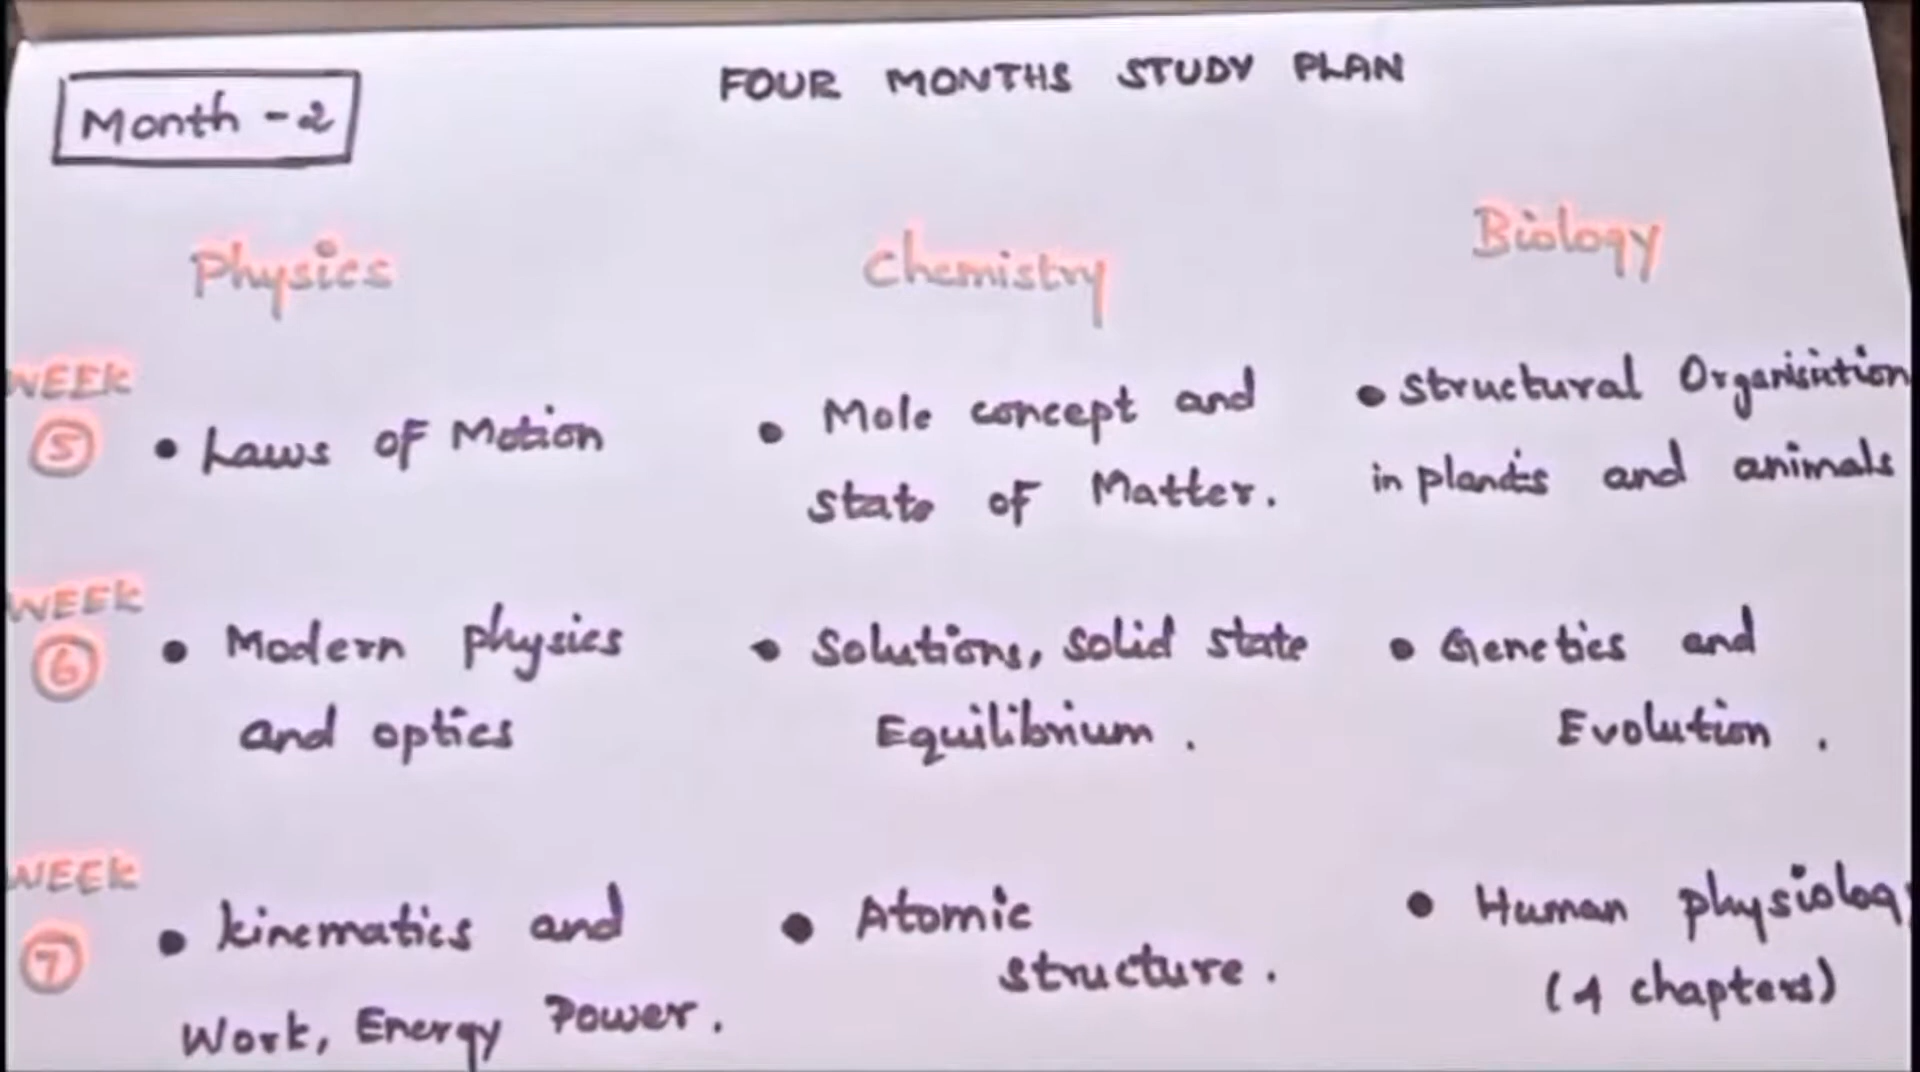 FOUR MONTHS STUDY PLAN
Month - 2
Physics
Chemistry
Biology
WEEK
5
• Laws of Motion
• Mole concept and
state of Matter.
• Structural Organisiation
in plants and animals
WEEK
6
• Modern physics
and optics
• Solutions, Solid state
Equilibrium.
• Genetics and
Evolution.
WEEK
7
• kinematics and
Work, Energy Power.
• Atomic
structure.
• Human physiology
(4 chapters)